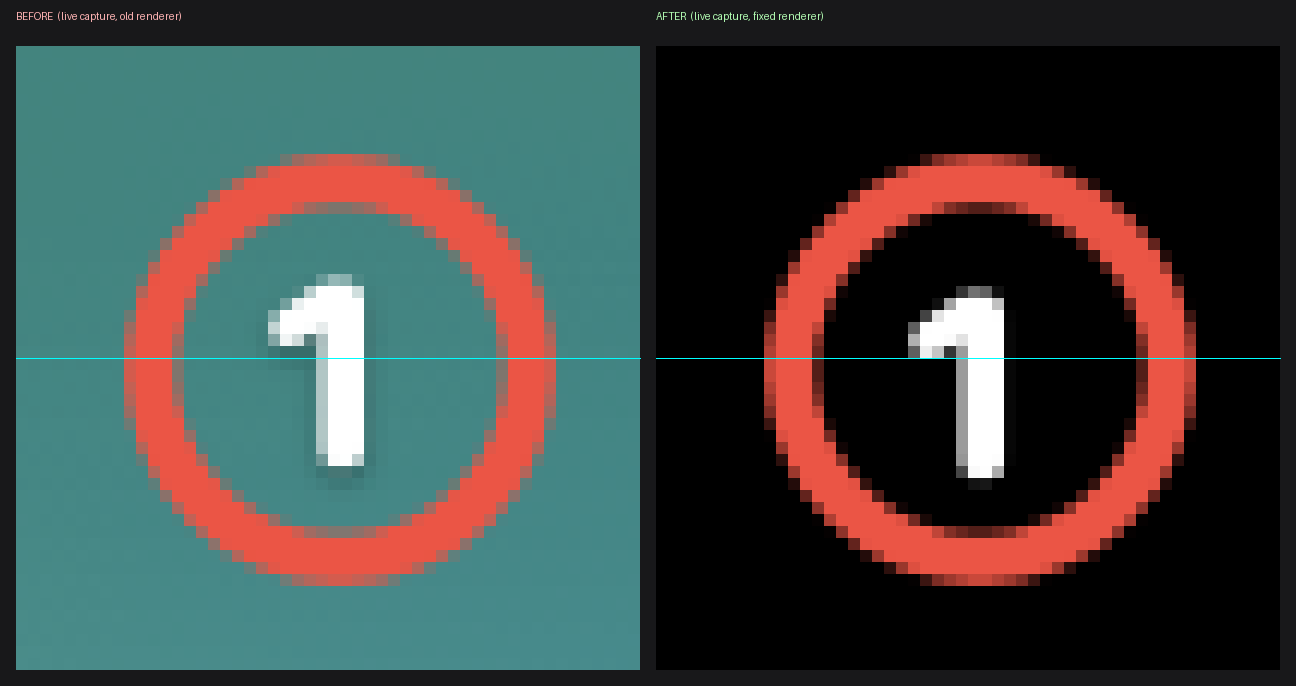 BEFORE (live capture, old renderer)
AFTER (live capture, fixed renderer)
1
1